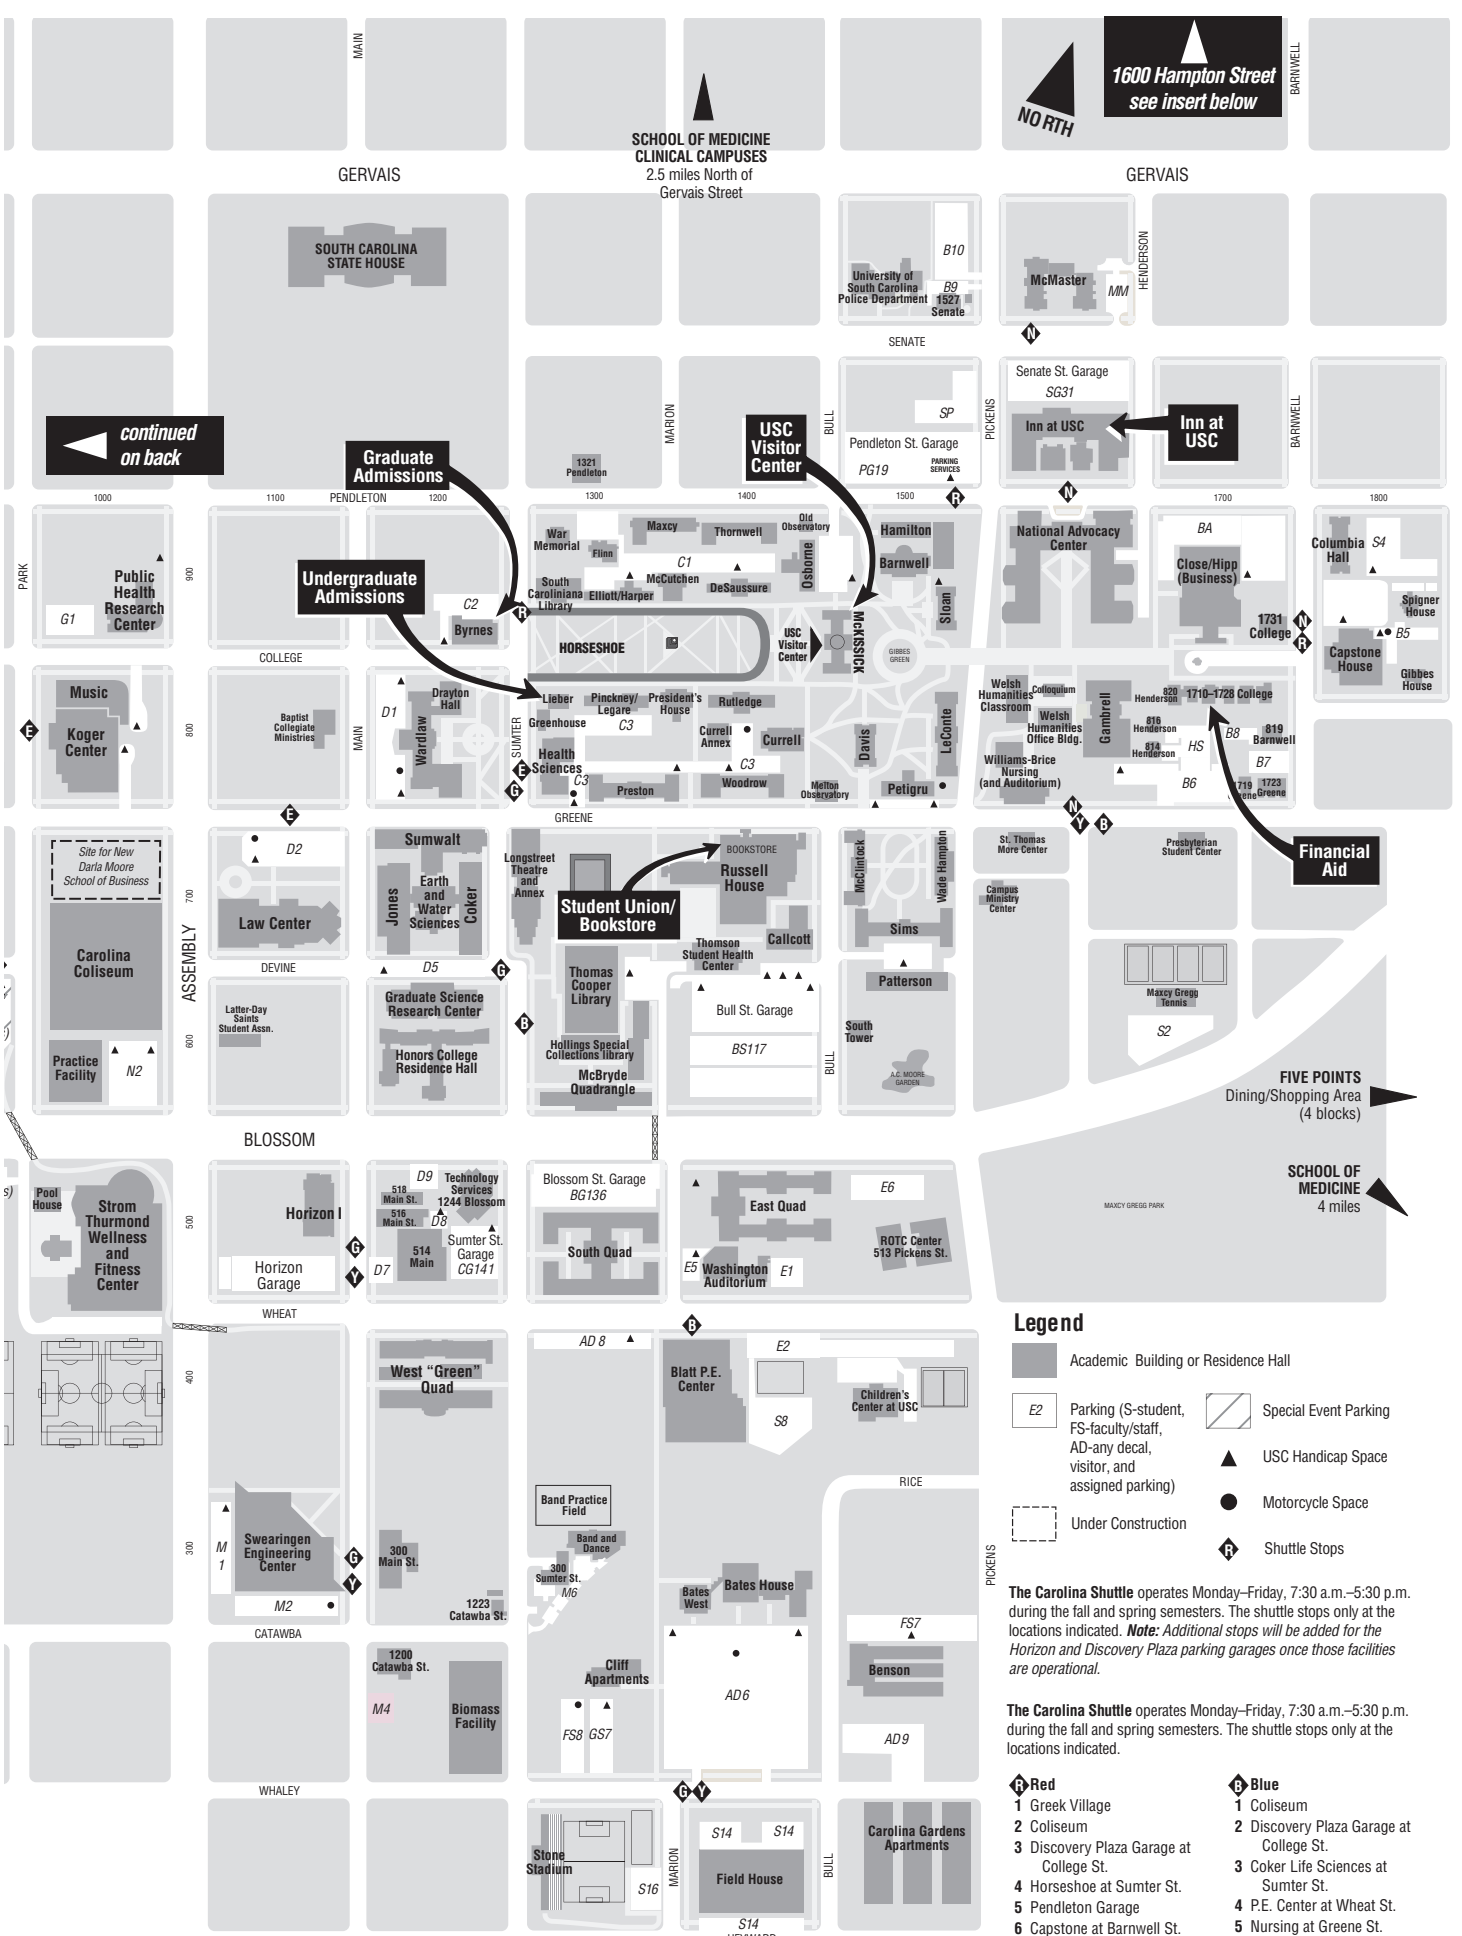 MAIN
BARNWELL
1600 Hampton Street
see insert below
NORTH
SCHOOL OF MEDICINE
CLINICAL CAMPUSES
2.5 miles North of
Gervais Street
GERVAIS
GERVAIS
SOUTH CAROLINA
STATE HOUSE
B10
University of
South Carolina
Police Department
B9
1527
Senate
McMaster
MM
HENDERSON
N
SENATE
Senate St. Garage
SG31
SP
PICKENS
BULL
MARION
BARNWELL
Inn at USC
Inn at
USC
continued
on back
Graduate
Admissions
USC
Visitor
Center
Pendleton St. Garage
PG19
PARKING
SERVICES
1321
Pendleton
R
N
1000
1100
PENDLETON
1200
1300
1400
1500
1700
1800
PARK
900
Public
Health
Research
Center
G1
Undergraduate
Admissions
C2
Byrnes
R
War
Memorial
Flinn
Maxcy
Thornwell
Old
Observatory
C1
McCutchen
DeSaussure
Osborne
South
Caroliniana
Library
Elliott/Harper
Hamilton
Barnwell
Sloan
HORSESHOE
USC
Visitor
Center
McKISSICK
GIBBES
GREEN
National Advocacy
Center
BA
Close/Hipp
(Business)
1731
College
N
R
Columbia
Hall
S4
Spigner
House
B5
Capstone
House
Gibbes
House
COLLEGE
Music
Koger
Center
E
800
Baptist
Collegiate
Ministries
MAIN
D1
Drayton
Hall
Wardlaw
SUMTER
Lieber
Greenhouse
Health
Sciences
E
G
C3
Pinckney/
Legare
C3
President's
House
Rutledge
Currell
Annex
Currell
C3
Preston
Woodrow
Melton
Observatory
Davis
LeConte
Petigru
Welsh
Humanities
Classroom
Colloquium
Welsh
Humanities
Office Bldg.
Gambrell
Williams-Brice
Nursing
(and Auditorium)
820
Henderson
1710–1728 College
816
Henderson
814
Henderson
HS
B8
819
Barnwell
B7
B6
1719
Greene
1723
Greene
E
GREENE
N
Y
B
Site for New
Darla Moore
School of Business
Carolina
Coliseum
700
ASSEMBLY
D2
Law Center
Sumwalt
Jones
Earth
and
Water
Sciences
Coker
Longstreet
Theatre
and
Annex
BOOKSTORE
Russell
House
Student Union/
Bookstore
Callcott
Thomson
Student Health
Center
McClintock
Wade Hampton
Sims
Patterson
St. Thomas
More Center
Campus
Ministry
Center
Presbyterian
Student Center
Financial
Aid
DEVINE
D5
G
Graduate Science
Research Center
Thomas
Cooper
Library
Bull St. Garage
BS117
Maxcy Gregg
Tennis
S2
600
Latter-Day
Saints
Student Assn.
B
Honors College
Residence Hall
Hollings Special
Collections library
McBryde
Quadrangle
South
Tower
BULL
A.C. MOORE
GARDEN
Practice
Facility
N2
FIVE POINTS
Dining/Shopping Area
(4 blocks)
BLOSSOM
SCHOOL OF
MEDICINE
4 miles
MAXCY GREGG PARK
s)
Pool
House
Strom
Thurmond
Wellness
and
Fitness
Center
500
Horizon I
Horizon
Garage
G
Y
D9
518
Main St.
516
Main St.
D8
Technology
Services
1244 Blossom
514
Main
D7
Sumter St.
Garage
CG141
Blossom St. Garage
BG136
South Quad
East Quad
E6
ROTC Center
513 Pickens St.
E5
Washington
Auditorium
E1
WHEAT
B
400
West “Green”
Quad
AD 8
Blatt P.E.
Center
E2
S8
Children's
Center at USC
RICE
Band Practice
Field
Band and
Dance
300
Sumter St.
M6
300
M
1
Swearingen
Engineering
Center
M2
G
Y
300
Main St.
1223
Catawba St.
Bates
West
Bates House
PICKENS
FS7
Benson
AD9
CATAWBA
1200
Catawba St.
M4
Biomass
Facility
Cliff
Apartments
FS8
GS7
AD6
WHALEY
G
Y
Stone
Stadium
S16
MARION
S14
S14
Field House
S14
BULL
Carolina Gardens
Apartments
Legend
Academic Building or Residence Hall
E2
Parking (S-student,
FS-faculty/staff,
AD-any decal,
visitor, and
assigned parking)
Under Construction
Special Event Parking
USC Handicap Space
Motorcycle Space
R
Shuttle Stops
The Carolina Shuttle operates Monday–Friday, 7:30 a.m.–5:30 p.m.
during the fall and spring semesters. The shuttle stops only at the
locations indicated. Note: Additional stops will be added for the
Horizon and Discovery Plaza parking garages once those facilities
are operational.
The Carolina Shuttle operates Monday–Friday, 7:30 a.m.–5:30 p.m.
during the fall and spring semesters. The shuttle stops only at the
locations indicated.
R Red
1 Greek Village
2 Coliseum
3 Discovery Plaza Garage at
College St.
4 Horseshoe at Sumter St.
5 Pendleton Garage
6 Capstone at Barnwell St.
B Blue
1 Coliseum
2 Discovery Plaza Garage at
College St.
3 Coker Life Sciences at
Sumter St.
4 P.E. Center at Wheat St.
5 Nursing at Greene St.